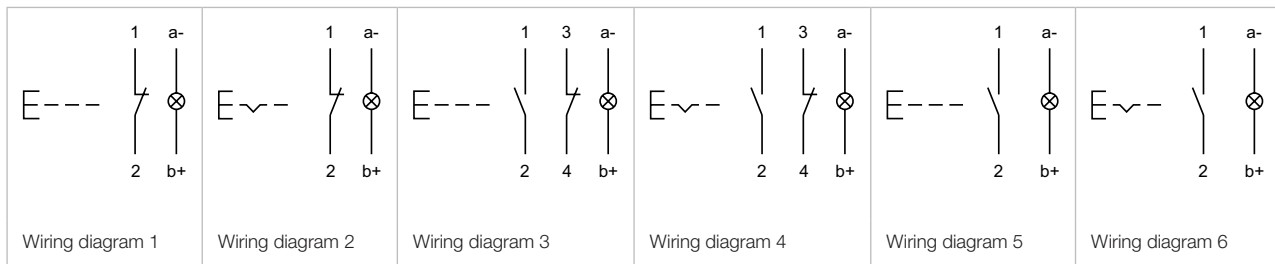 1 a- 1 a- 1 3 a- 1 3 a- 1 a- 1 a-
2 b+ 2 b+ 2 4 b+ 2 4 b+ 2 b+ 2 b+
Wiring diagram 1 Wiring diagram 2 Wiring diagram 3 Wiring diagram 4 Wiring diagram 5 Wiring diagram 6